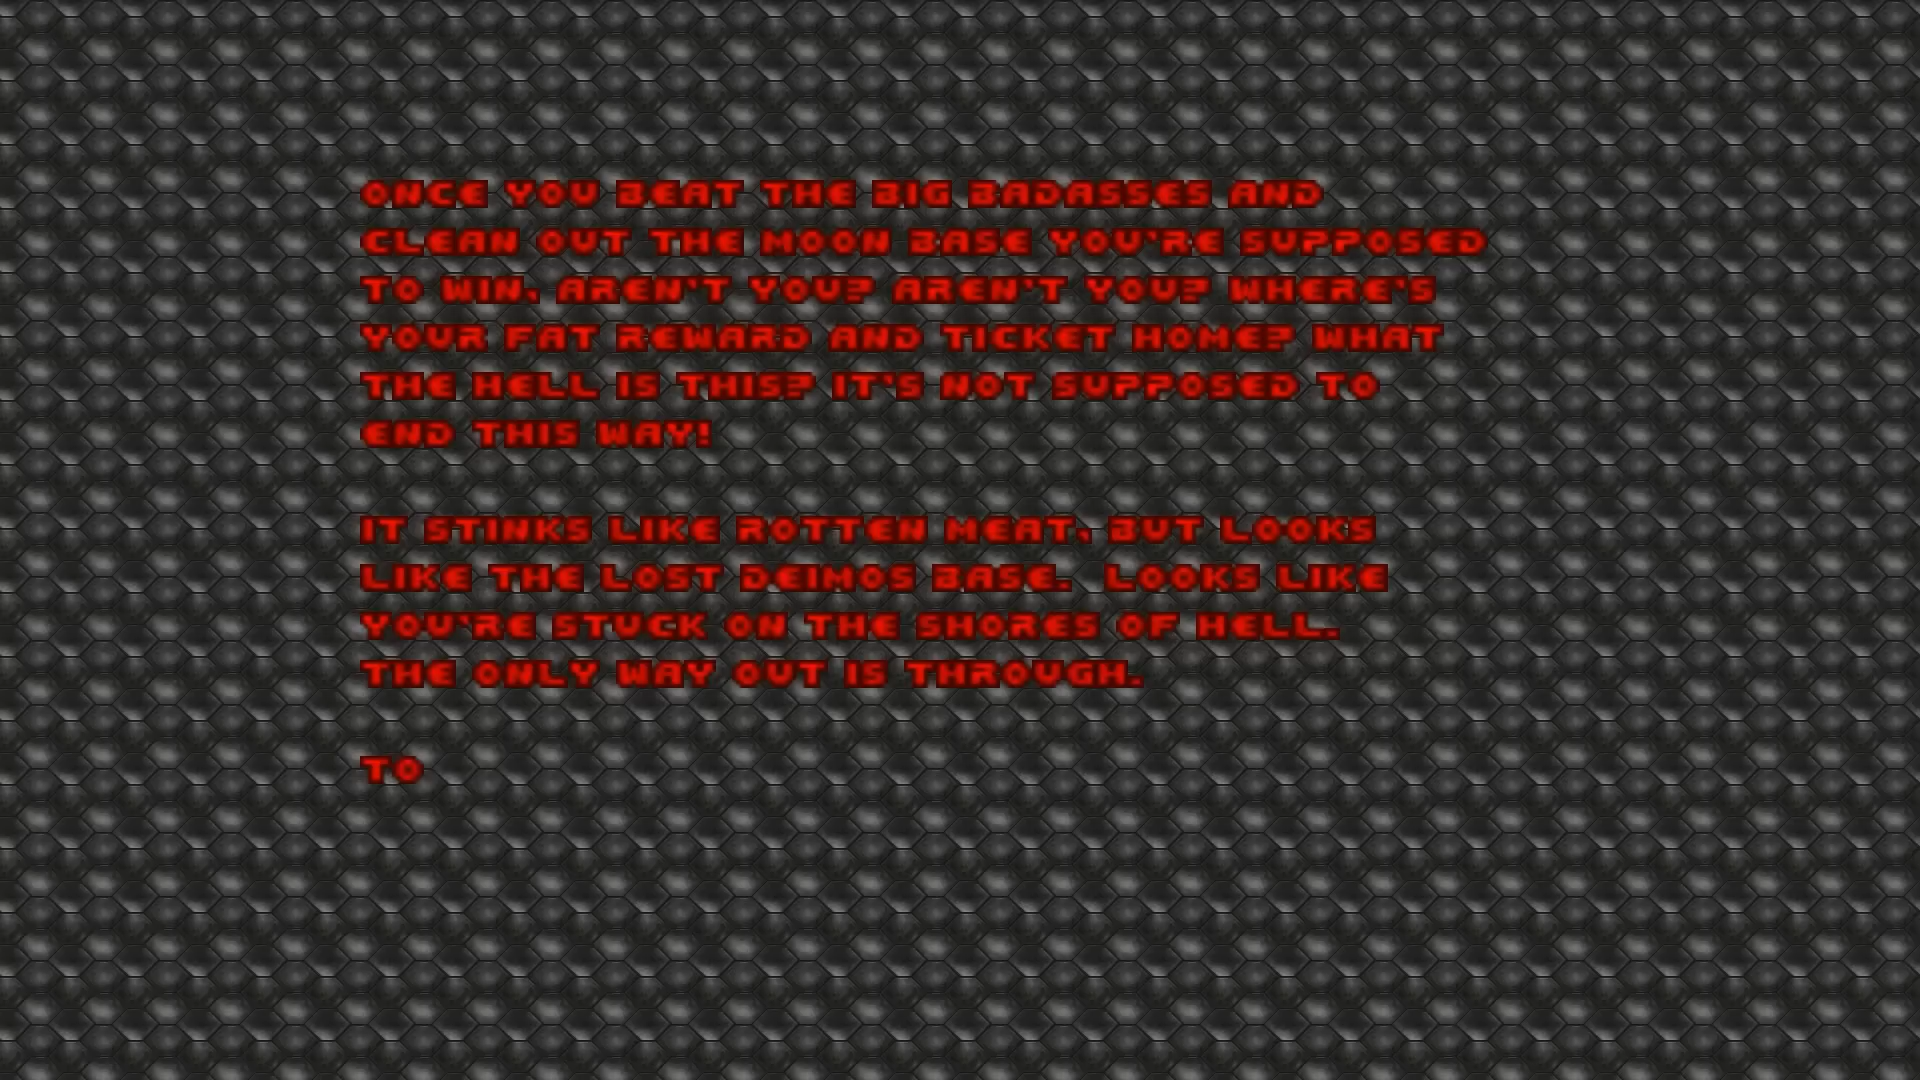 ONCE YOU BEAT THE BIG BADASSES AND
CLEAN OUT THE MOON BASE YOU'RE SUPPOSED
TO WIN, AREN'T YOU? AREN'T YOU? WHERE'S
YOUR FAT REWARD AND TICKET HOME? WHAT
THE HELL IS THIS? IT'S NOT SUPPOSED TO
END THIS WAY!

IT STINKS LIKE ROTTEN MEAT, BUT LOOKS
LIKE THE LOST DEIMOS BASE.  LOOKS LIKE
YOU'RE STUCK ON THE SHORES OF HELL.
THE ONLY WAY OUT IS THROUGH.

TO